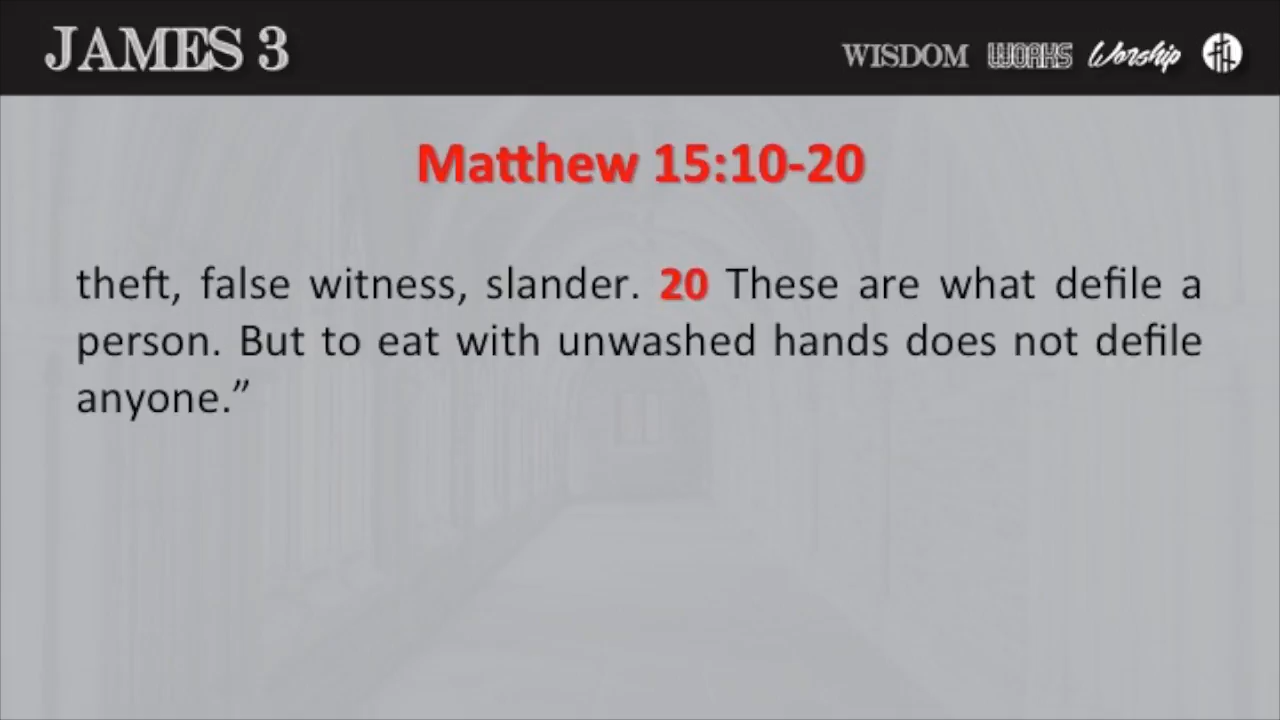 JAMES 3
WISDOM WORKS Worship
Matthew 15:10-20
theft, false witness, slander. 20 These are what defile a
person. But to eat with unwashed hands does not defile
anyone.”